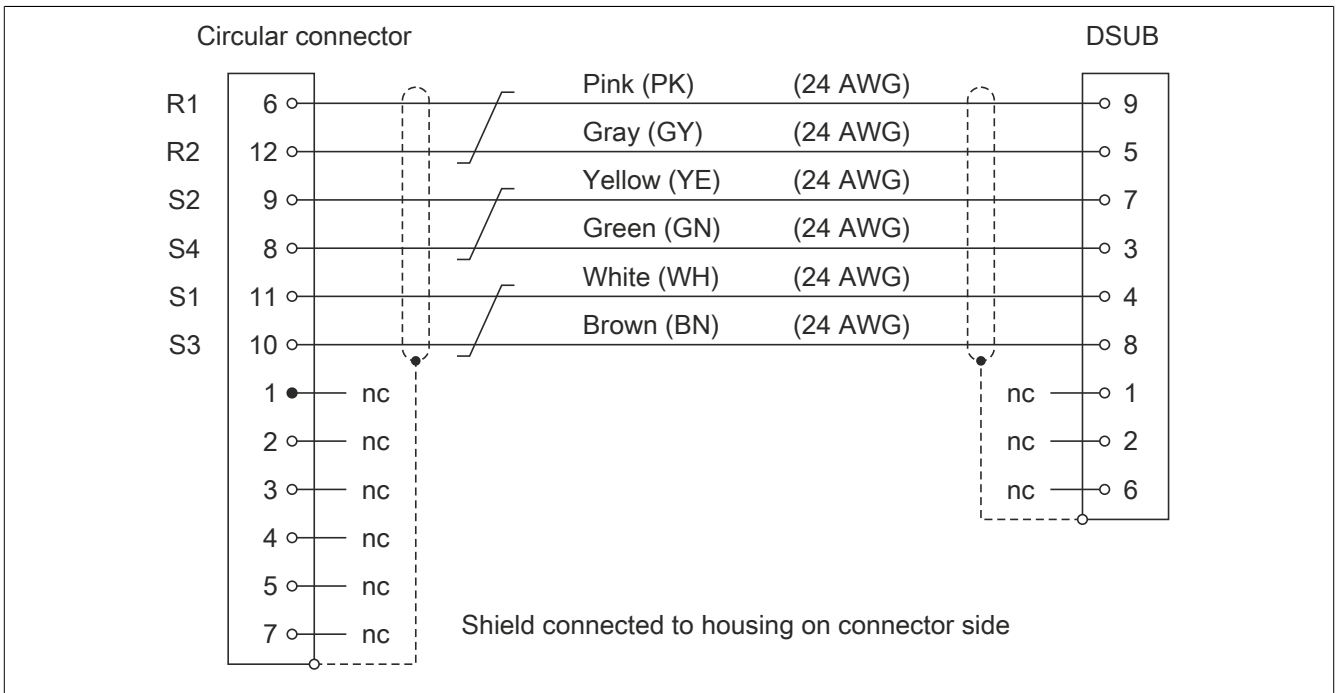 Circular connector DSUB
R1 6 Pink (PK) (24 AWG) 9
R2 12 Gray (GY) (24 AWG) 5
S2 9 Yellow (YE) (24 AWG) 7
S4 8 Green (GN) (24 AWG) 3
S1 11 White (WH) (24 AWG) 4
S3 10 Brown (BN) (24 AWG) 8
1 nc nc 1
2 nc nc 2
3 nc nc 6
4 nc
5 nc
7 nc Shield connected to housing on connector side